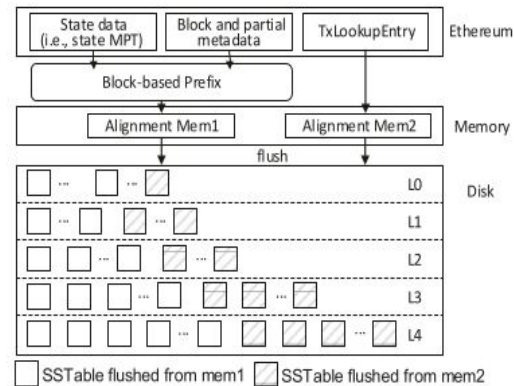 State data
(i.e., state MPT)
Block and partial
metadata
TxLookupEntry
Ethereum
Block-based Prefix
Alignment Mem1
Alignment Mem2
Memory
flush
Disk
... ... L0
... ... L1
... ... L2
... ... L3
... ... L4
SSTable flushed from mem1
SSTable flushed from mem2